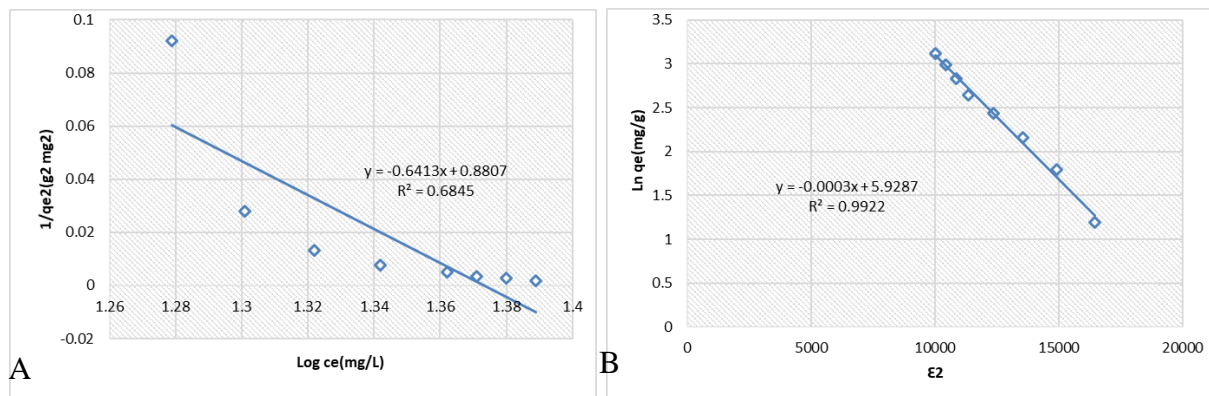 0.1
0.08
0.06
0.04
0.02
0
-0.02
1.26
1.28
1.3
1.32
1.34
1.36
1.38
1.4
1/qe2(g2 mg2)
y = -0.6413x + 0.8807
R² = 0.6845
Log ce(mg/L)
A
3.5
3
2.5
2
1.5
1
0.5
0
0
5000
10000
15000
20000
Ln qe(mg/g)
y = -0.0003x + 5.9287
R² = 0.9922
Ɛ2
B